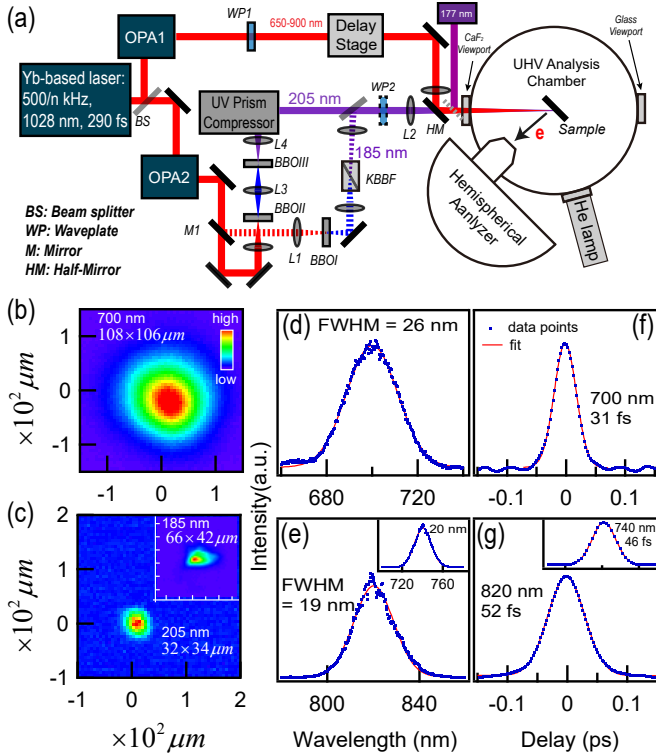 (a)
OPA1
WP1
650-900 nm
Delay
Stage
177 nm
CaF₂
Viewport
Glass
Viewport
UHV Analysis
Chamber
Yb-based laser:
500/n kHz,
1028 nm, 290 fs
BS
UV Prism
Compressor
205 nm
WP2
L2
HM
e
Sample
L4
BBOIII
185 nm
OPA2
L3
KBBF
BBOII
Hemispherical
Aanlyzer
He lamp
BS: Beam splitter
WP: Waveplate
M: Mirror
HM: Half-Mirror
M1
L1
BBOI
(b)
700 nm
108×106μm
high
low
1
0
-1
×10² μm
-1
0
1
(c)
2
1
0
-1
×10² μm
185 nm
66×42μm
205 nm
32×34μm
-1
0
1
2
×10² μm
Intensity(a.u.)
(d)
FWHM = 26 nm
680
720
(e)
20 nm
720
760
FWHM
= 19 nm
800
840
Wavelength (nm)
data points
fit
(f)
700 nm
31 fs
-0.1
0
0.1
(g)
740 nm
46 fs
820 nm
52 fs
-0.1
0
0.1
Delay (ps)